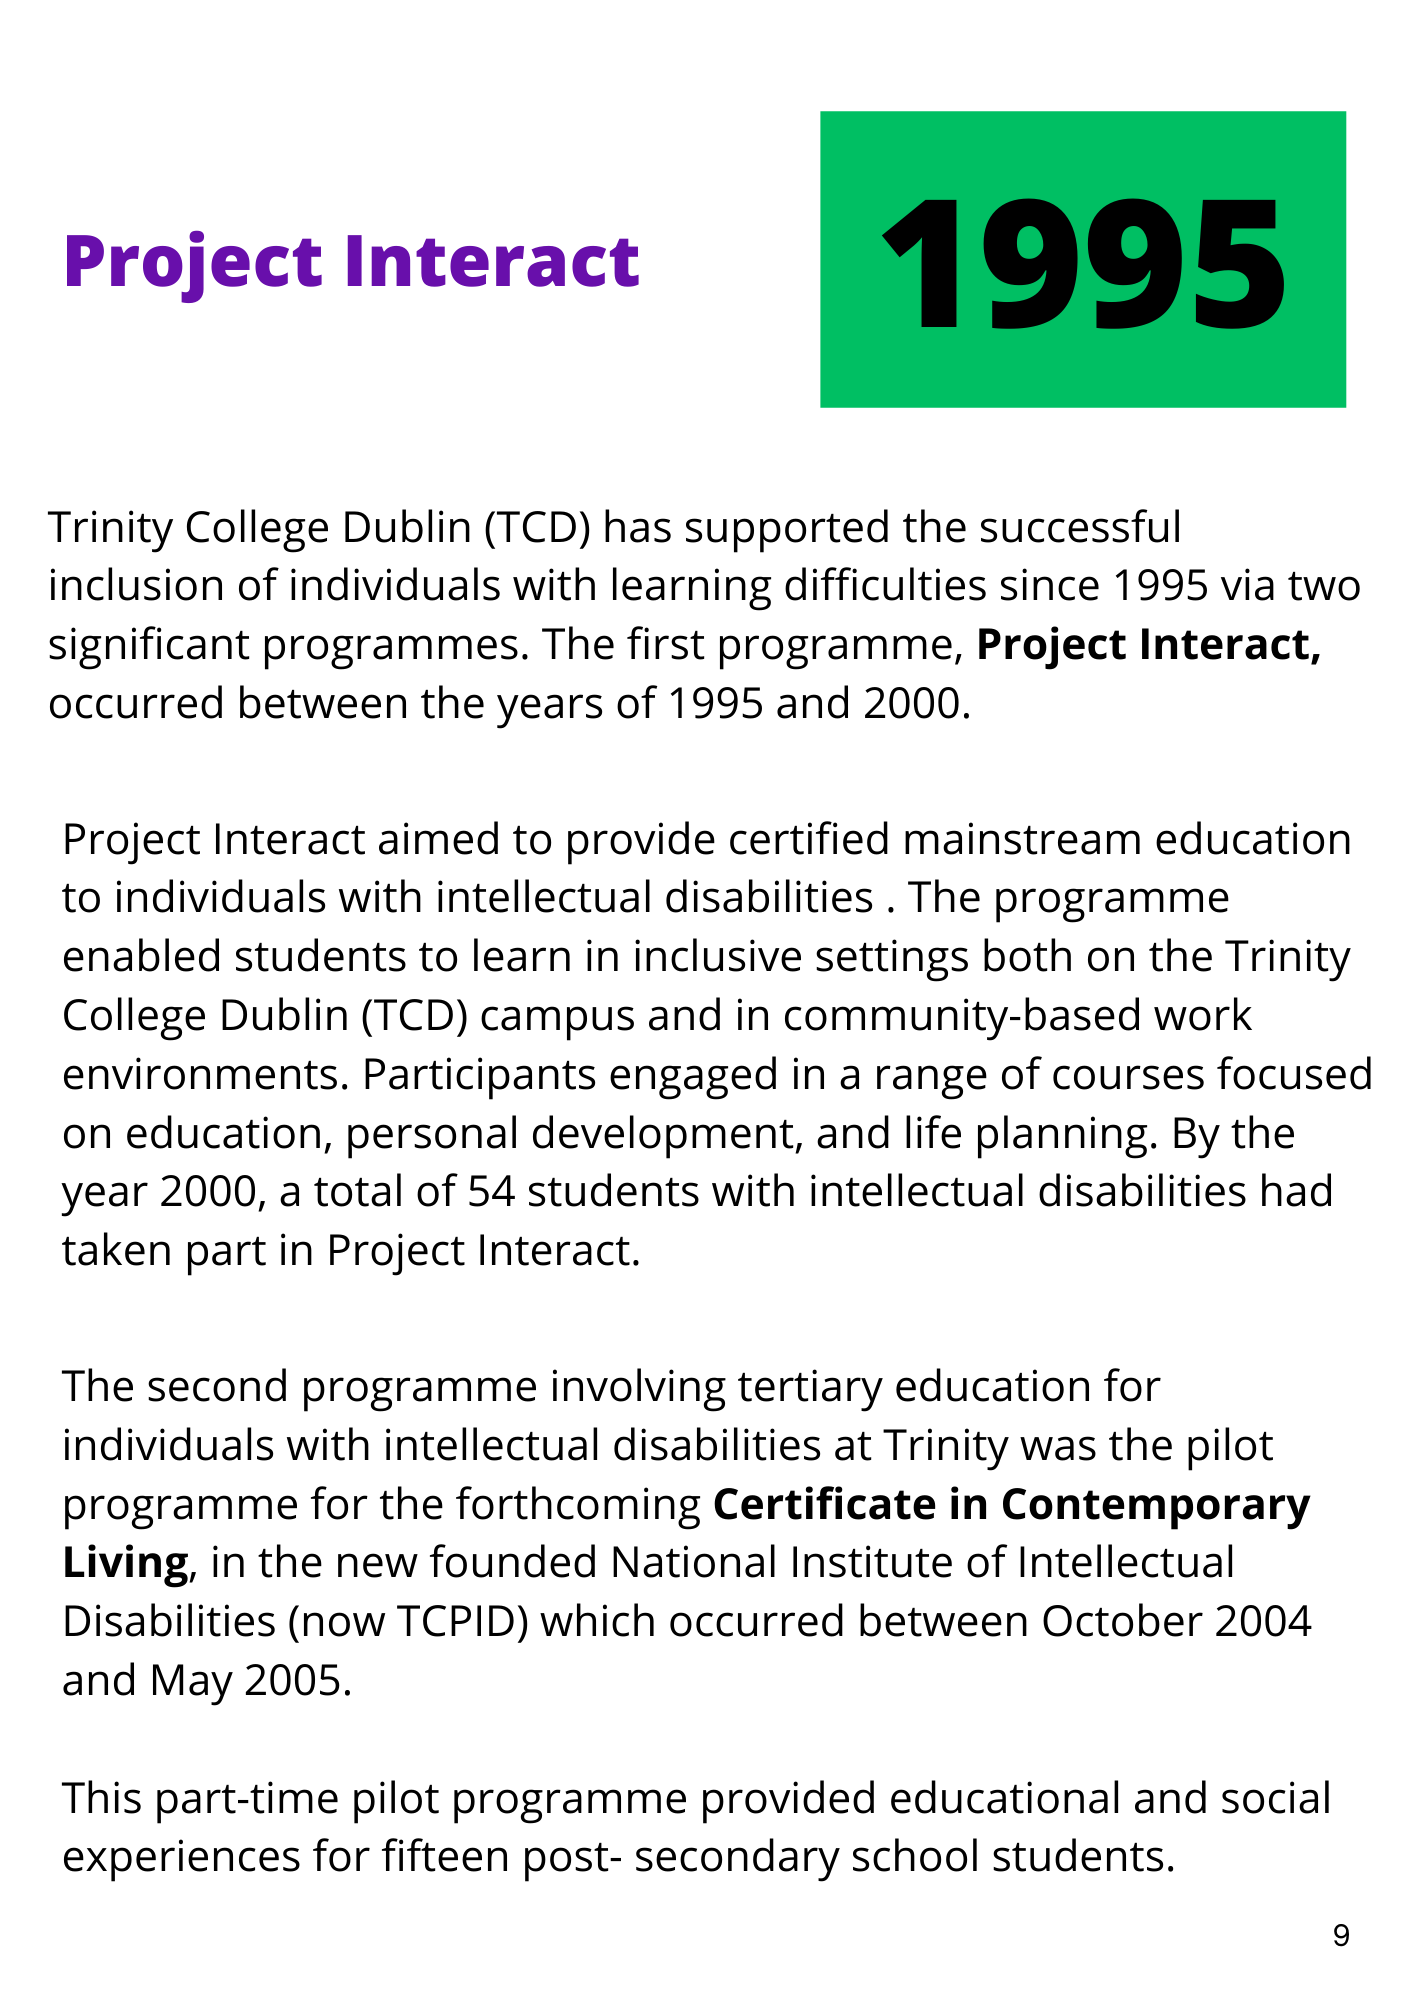 Project Interact
1995
Trinity College Dublin (TCD) has supported the successful
inclusion of individuals with learning difficulties since 1995 via two
significant programmes. The first programme, Project Interact,
occurred between the years of 1995 and 2000.
Project Interact aimed to provide certified mainstream education
to individuals with intellectual disabilities . The programme
enabled students to learn in inclusive settings both on the Trinity
College Dublin (TCD) campus and in community-based work
environments. Participants engaged in a range of courses focused
on education, personal development, and life planning. By the
year 2000, a total of 54 students with intellectual disabilities had
taken part in Project Interact.
The second programme involving tertiary education for
individuals with intellectual disabilities at Trinity was the pilot
programme for the forthcoming Certificate in Contemporary
Living, in the new founded National Institute of Intellectual
Disabilities (now TCPID) which occurred between October 2004
and May 2005.
This part-time pilot programme provided educational and social
experiences for fifteen post- secondary school students.
9